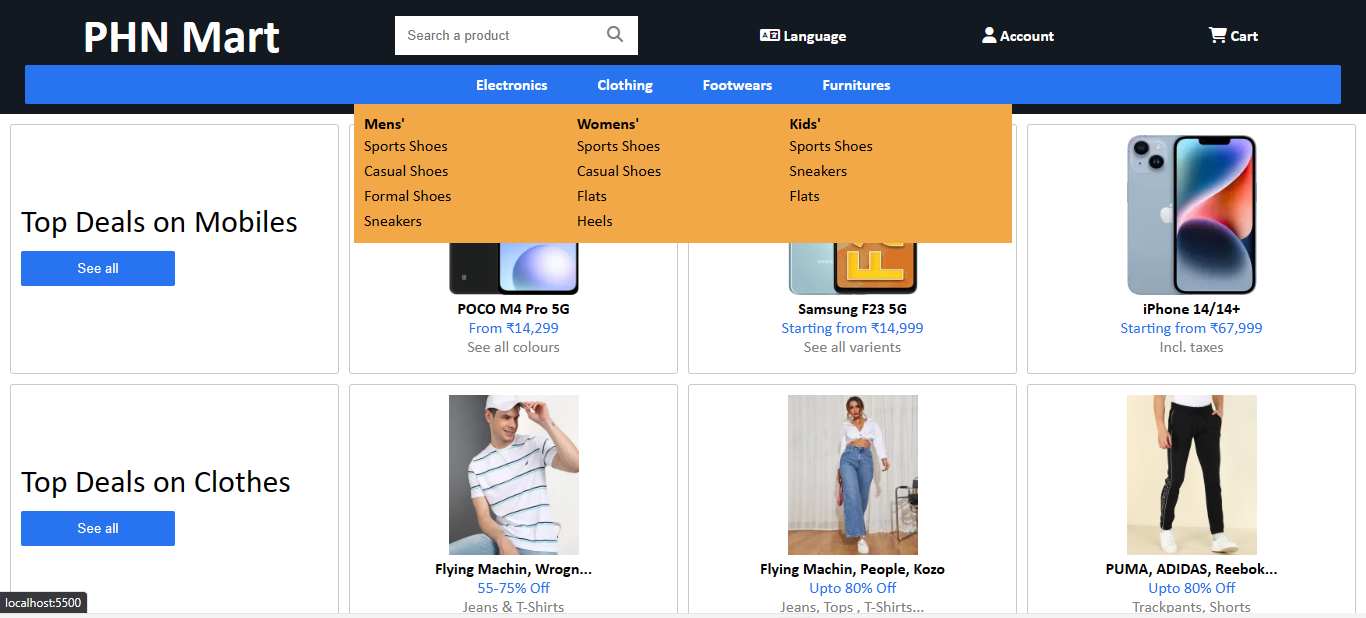 PHN Mart
Search a product
Language
Account
Cart
Electronics Clothing Footwears Furnitures
Mens' Womens' Kids'
Sports Shoes Sports Shoes Sports Shoes
Casual Shoes Casual Shoes Sneakers
Formal Shoes Flats Flats
Sneakers Heels
Top Deals on Mobiles
See all
POCO M4 Pro 5G
From ₹14,299
See all colours
Samsung F23 5G
Starting from ₹14,999
See all varients
iPhone 14/14+
Starting from ₹67,999
Incl. taxes
Top Deals on Clothes
See all
Flying Machin, Wrogn...
55-75% Off
Jeans & T-Shirts
Flying Machin, People, Kozo
Upto 80% Off
Jeans, Tops , T-Shirts...
PUMA, ADIDAS, Reebok...
Upto 80% Off
Trackpants, Shorts
localhost:5500